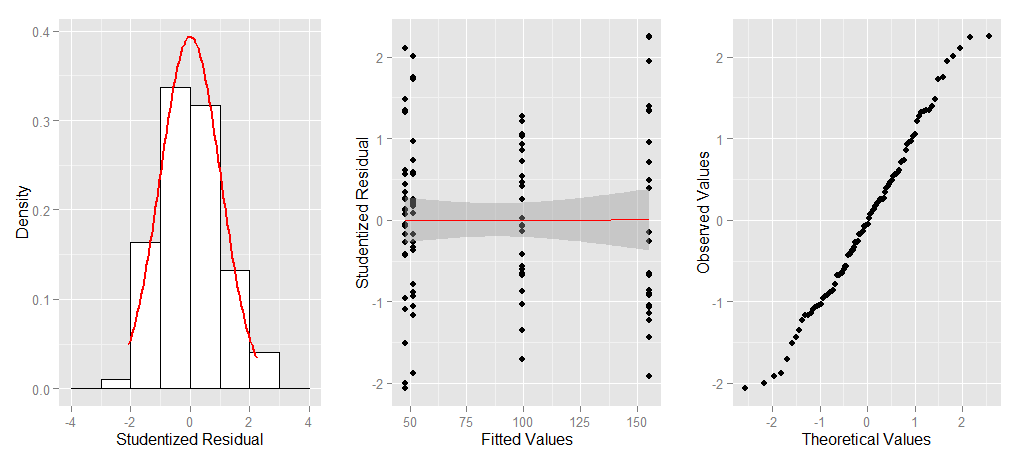 0.4
0.3
0.2
0.1
0.0
Density
-4 -2 0 2 4
Studentized Residual
2
1
0
-1
-2
Studentized Residual
50 75 100 125 150
Fitted Values
2
1
0
-1
-2
Observed Values
-2 -1 0 1 2
Theoretical Values